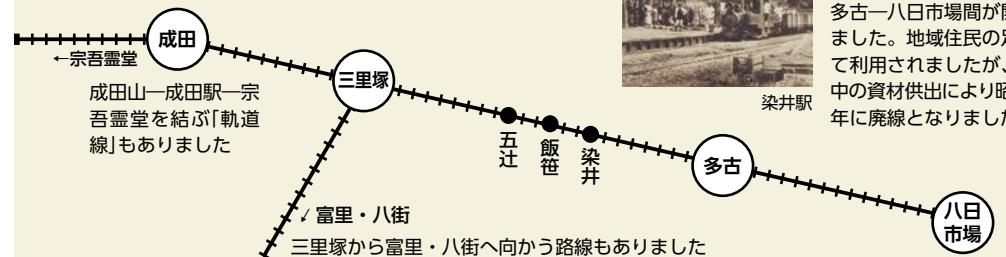 成田
←宗吾霊堂
成田山―成田駅―宗
吾霊堂を結ぶ「軌道
線」もありました
三里塚
五辻
飯笹
染井
多古
八日
市場
↙富里・八街
三里塚から富里・八街へ向かう路線もありました
染井駅
多古―八日市場間が
ました。地域住民の
て利用されましたが、
中の資材供出により
年に廃線となりまし